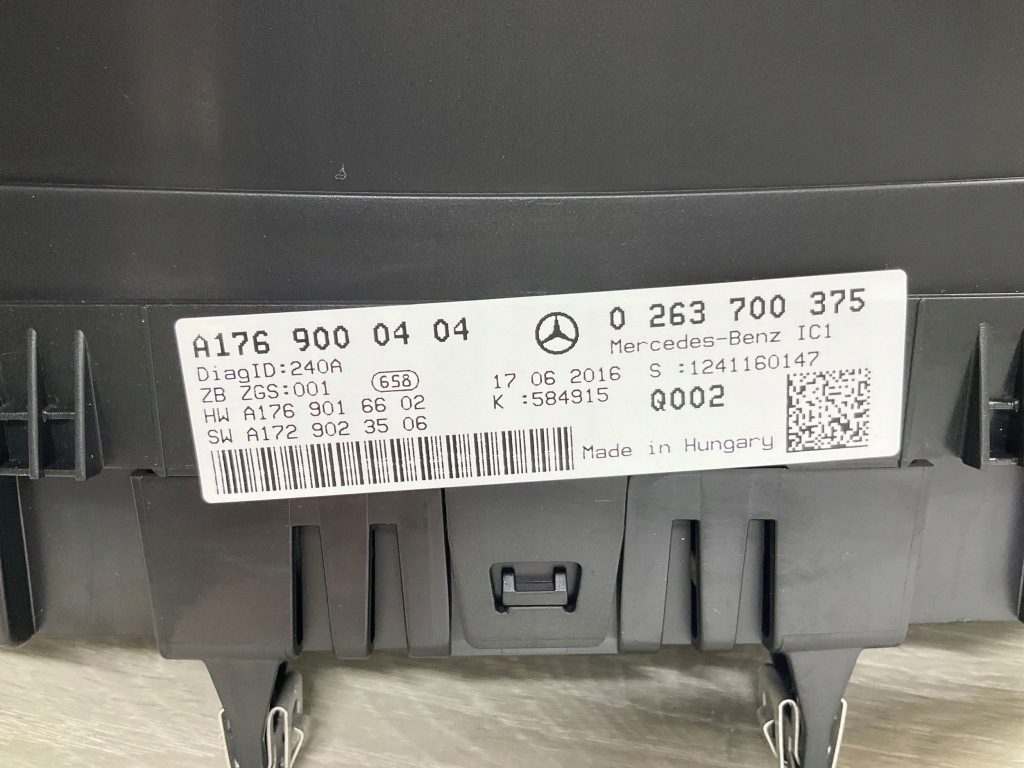 A176 900 04 04
DiagID:240A
ZB ZGS:001
658
HW A176 901 66 02
SW A172 902 35 06
0 263 700 375
Mercedes-Benz IC1
17 06 2016 S :1241160147
K :584915 Q002
Made in Hungary